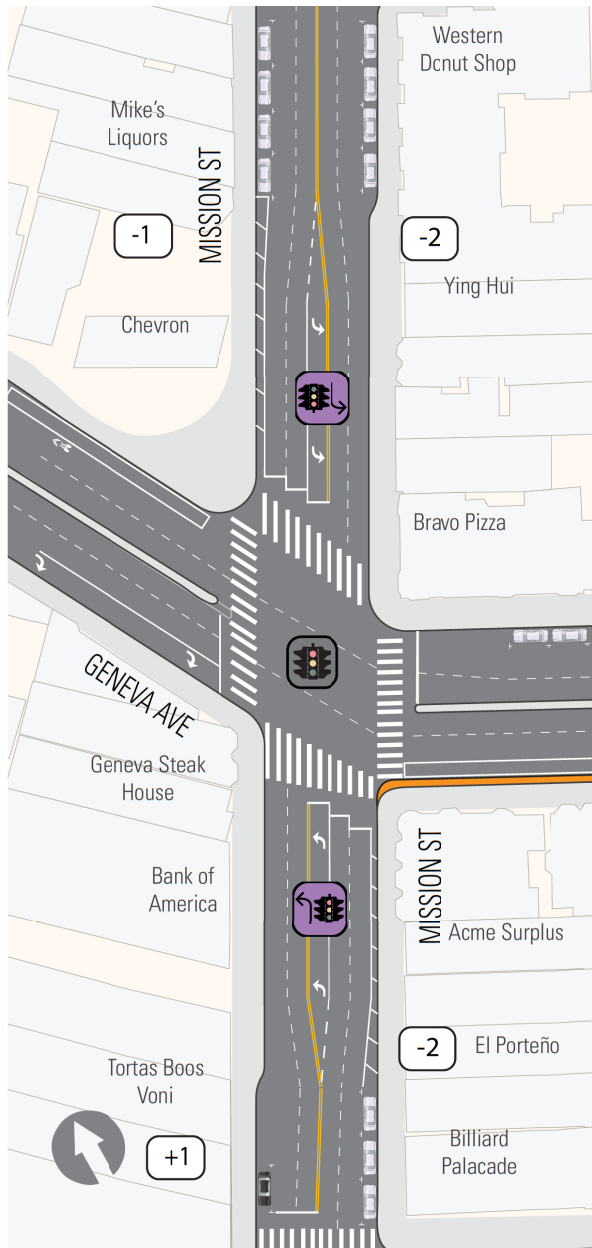 Western
Dcnut Shop
Mike's
Liquors
MISSION ST
-1
-2
Ying Hui
Chevron
Bravo Pizza
GENEVA AVE
Geneva Steak
House
Bank of
America
MISSION ST
Acme Surplus
-2
El Porteño
Tortas Boos
Voni
Billiard
Palacade
+1